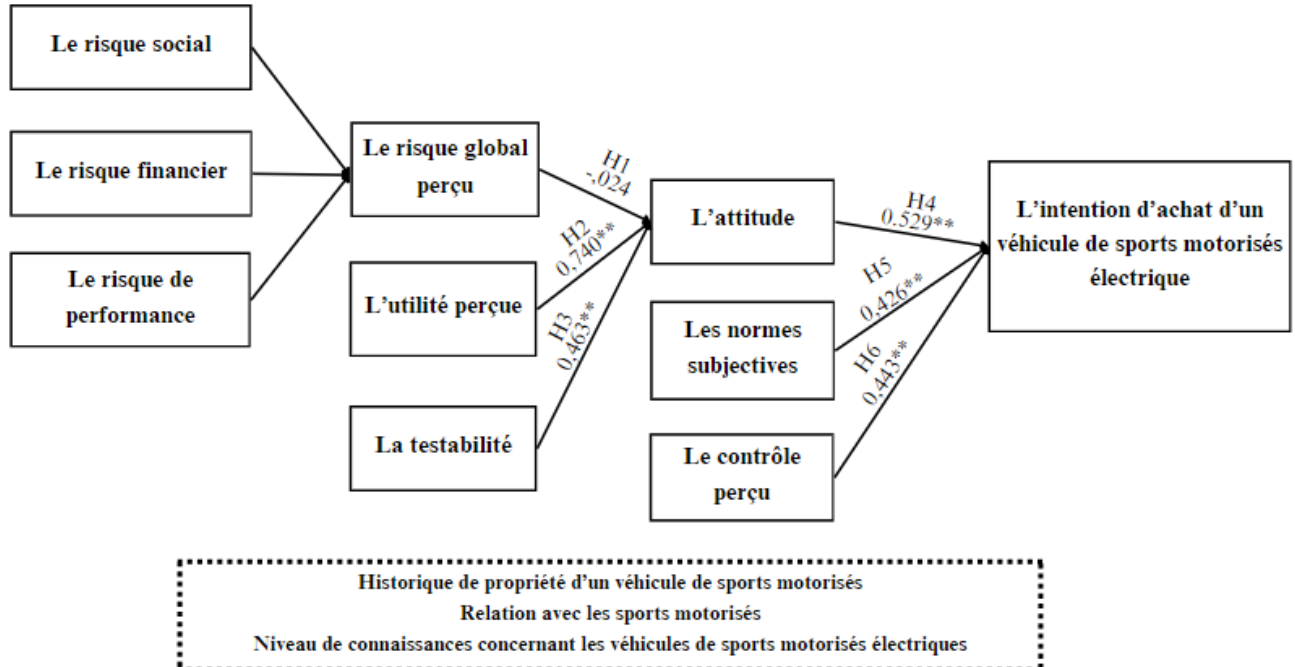 Le risque social
Le risque financier
Le risque de
performance
Le risque global
perçu
L'utilité perçue
La testabilité
H1
-,024
H2
0,740**
H3
0,463**
L'attitude
Les normes
subjectives
Le contrôle
perçu
H4
0.529**
H5
0,426**
H6
0,443**
L'intention d'achat d'un
véhicule de sports motorisés
électrique
Historique de propriété d'un véhicule de sports motorisés
Relation avec les sports motorisés
Niveau de connaissances concernant les véhicules de sports motorisés électriques